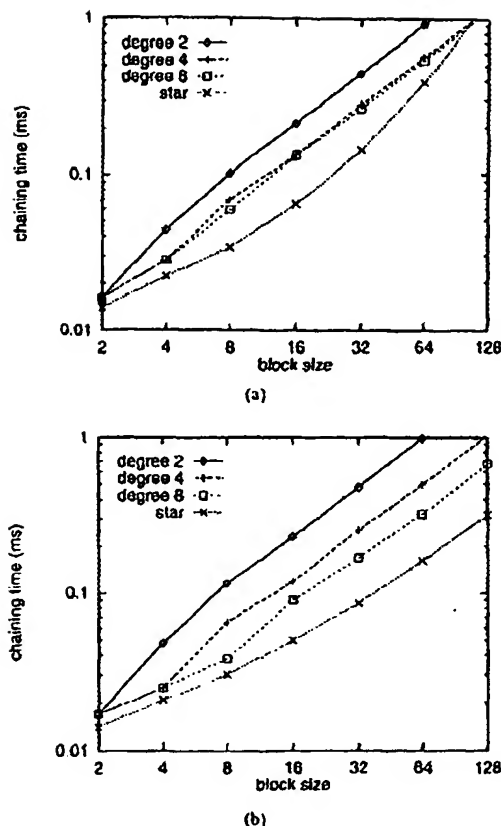 1
0.1
0.01
chaining time (ms)
degree 2
degree 4
degree 8
star
2 4 8 16 32 64 128
block size
(a)
1
0.1
0.01
chaining time (ms)
degree 2
degree 4
degree 8
star
2 4 8 16 32 64 128
block size
(b)